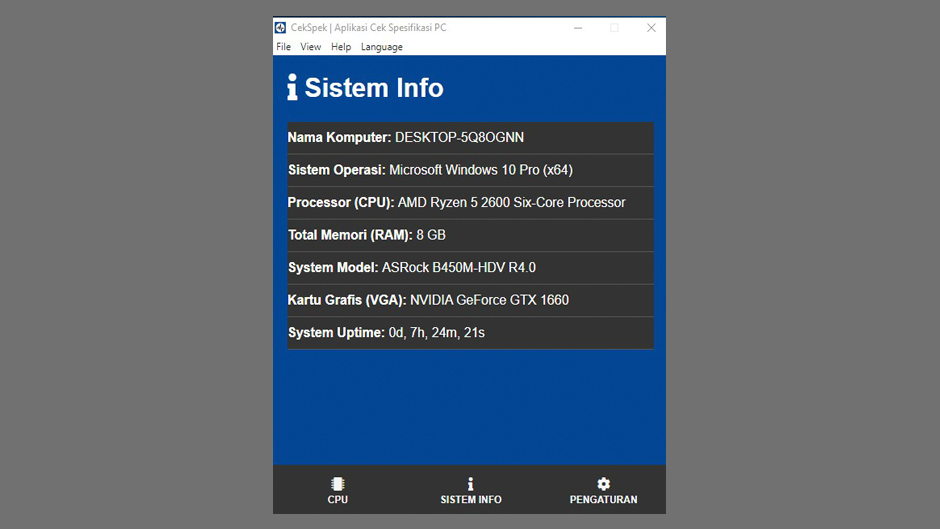 CekSpek | Aplikasi Cek Spesifikasi PC
File View Help Language
Sistem Info
Nama Komputer: DESKTOP-5Q8OGNN
Sistem Operasi: Microsoft Windows 10 Pro (x64)
Processor (CPU): AMD Ryzen 5 2600 Six-Core Processor
Total Memori (RAM): 8 GB
System Model: ASRock B450M-HDV R4.0
Kartu Grafis (VGA): NVIDIA GeForce GTX 1660
System Uptime: 0d, 7h, 24m, 21s
CPU SISTEM INFO PENGATURAN